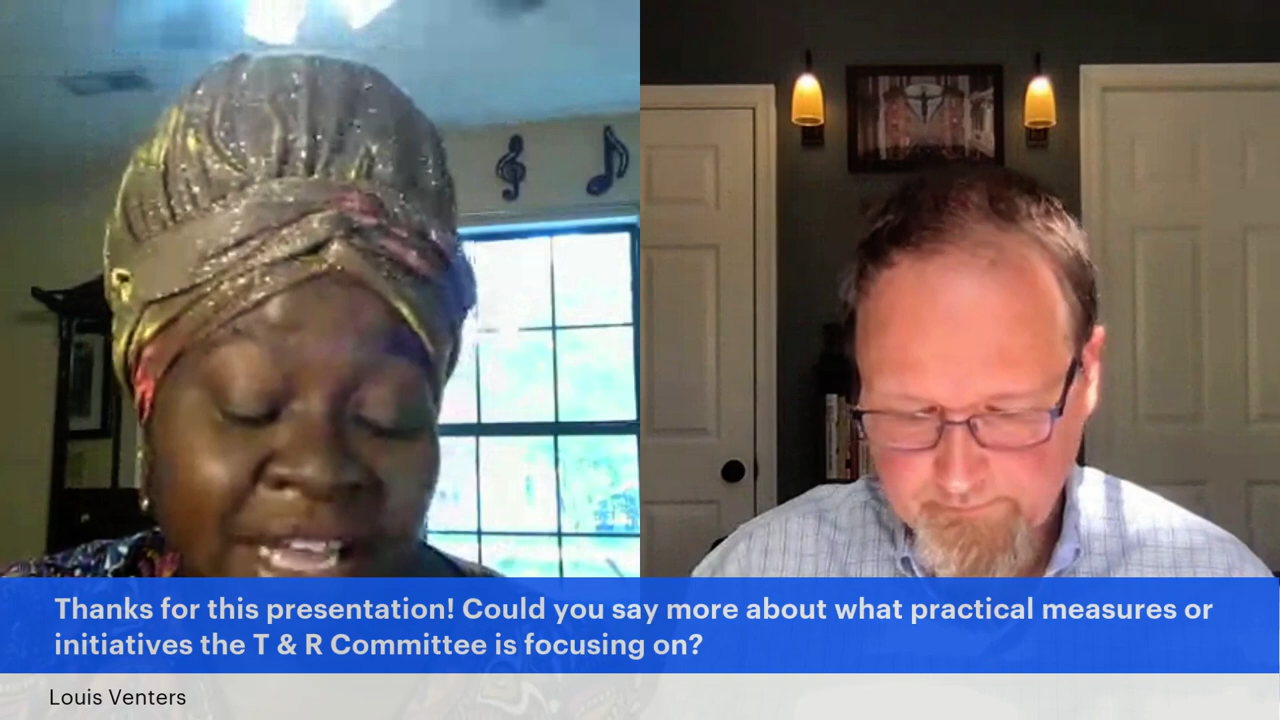 Thanks for this presentation! Could you say more about what practical measures or
initiatives the T & R Committee is focusing on?
Louis Venters